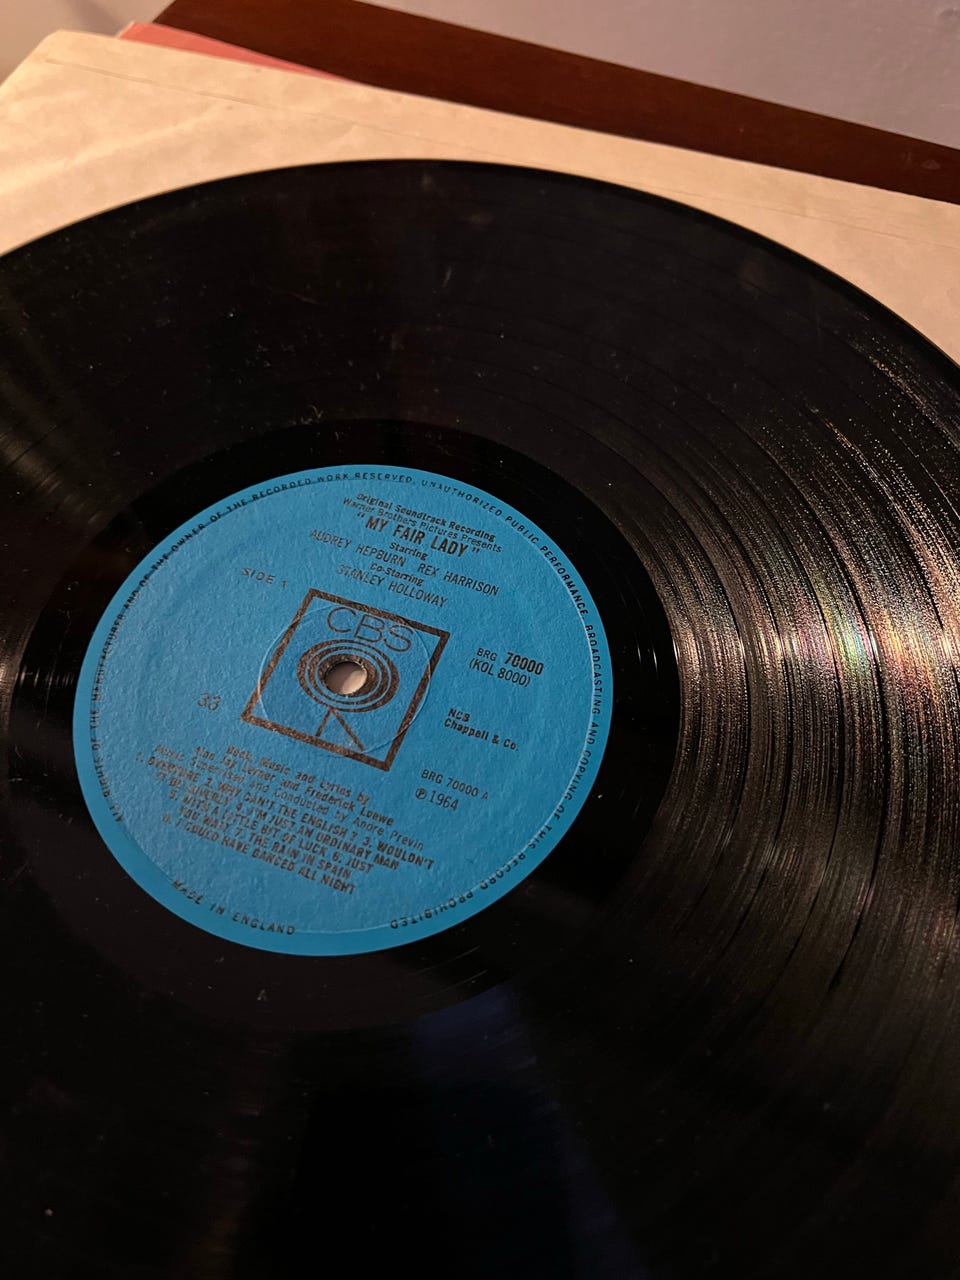 ALL RIGHTS OF THE MANUFACTURER AND OF THE OWNER OF THE RECORDED WORK RESERVED. UNAUTHORIZED PUBLIC PERFORMANCE, BROADCASTING AND COPYING OF THIS RECORD PROHIBITED
Original Soundtrack Recording
Warner Brothers Pictures Presents
"MY FAIR LADY"
Starring
AUDREY HEPBURN REX HARRISON
Co-Starring
STANLEY HOLLOWAY
SIDE 1
CBS
BRG 70000
(KOL 8000)
33
NCB
Chappell & Co.
BRG 70000 A
℗ 1964
Book, Music and Lyrics by
Alan Jay Lerner and Frederick Loewe
Music Supervised and Conducted by Andre Previn
1. OVERTURE 2. WHY CAN'T THE ENGLISH? 3. WOULDN'T
IT BE LOVERLY 4. I'M JUST AN ORDINARY MAN
5. WITH A LITTLE BIT OF LUCK 6. JUST
YOU WAIT 7. THE RAIN IN SPAIN
8. I COULD HAVE DANCED ALL NIGHT
MADE IN ENGLAND